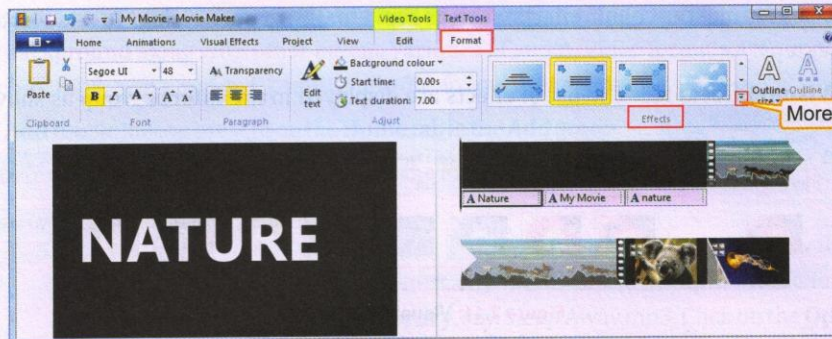 My Movie - Movie Maker
Video Tools Text Tools
Home Animations Visual Effects Project View Edit Format
Segoe UI 48 Transparency Background colour
Start time: 0.00s
Paste B I A A A Edit text Text duration: 7.00 Outline size Outline
More
Clipboard Font Paragraph Adjust Effects
A Nature A My Movie A nature
NATURE